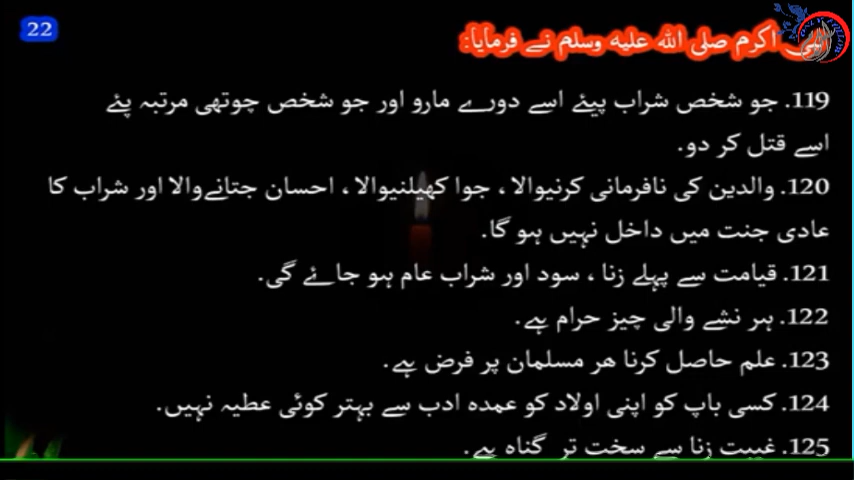 22
نبی اکرم صلی اللہ علیہ وسلم نے فرمایا:
119. جو شخص شراب پیئے اسے دورے مارو اور جو شخص چوتھی مرتبہ پئے
اسے قتل کر دو.
120. والدین کی نافرمانی کرنیوالا ، جوا کھیلنیوالا ، احسان جتانےوالا اور شراب کا
عادی جنت میں داخل نہیں ہو گا.
121. قیامت سے پہلے زنا ، سود اور شراب عام ہو جائے گی.
122. ہر نشے والی چیز حرام ہے.
123. علم حاصل کرنا هر مسلمان پر فرض ہے.
124. کسی باپ کو اپنی اولاد کو عمدہ ادب سے بہتر کوئی عطیہ نہیں.
125. غیبت زنا سے سخت تر گناہ ہے.